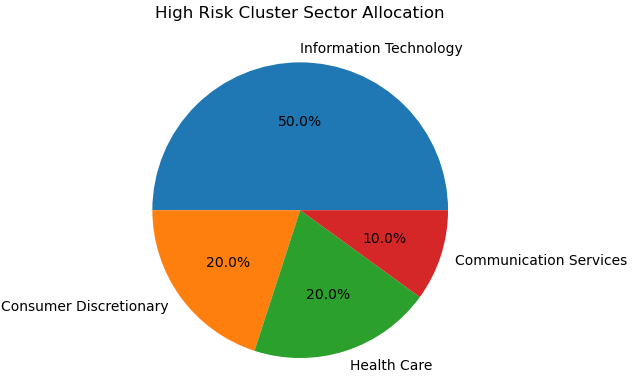 High Risk Cluster Sector Allocation
Information Technology
50.0%
20.0%
Consumer Discretionary
20.0%
Health Care
10.0%
Communication Services